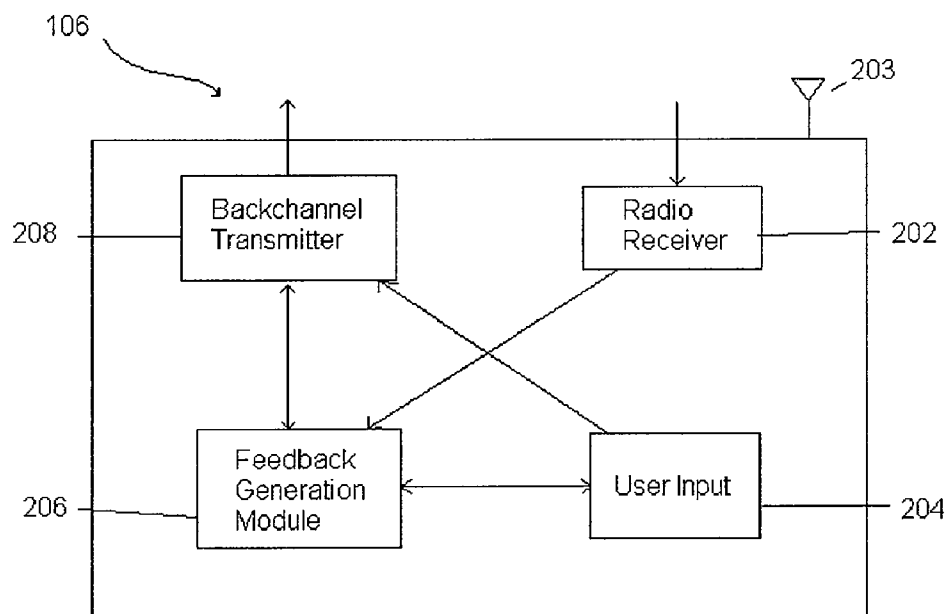 106
203
208
Backchannel
Transmitter
Radio
Receiver
202
206
Feedback
Generation
Module
User Input
204